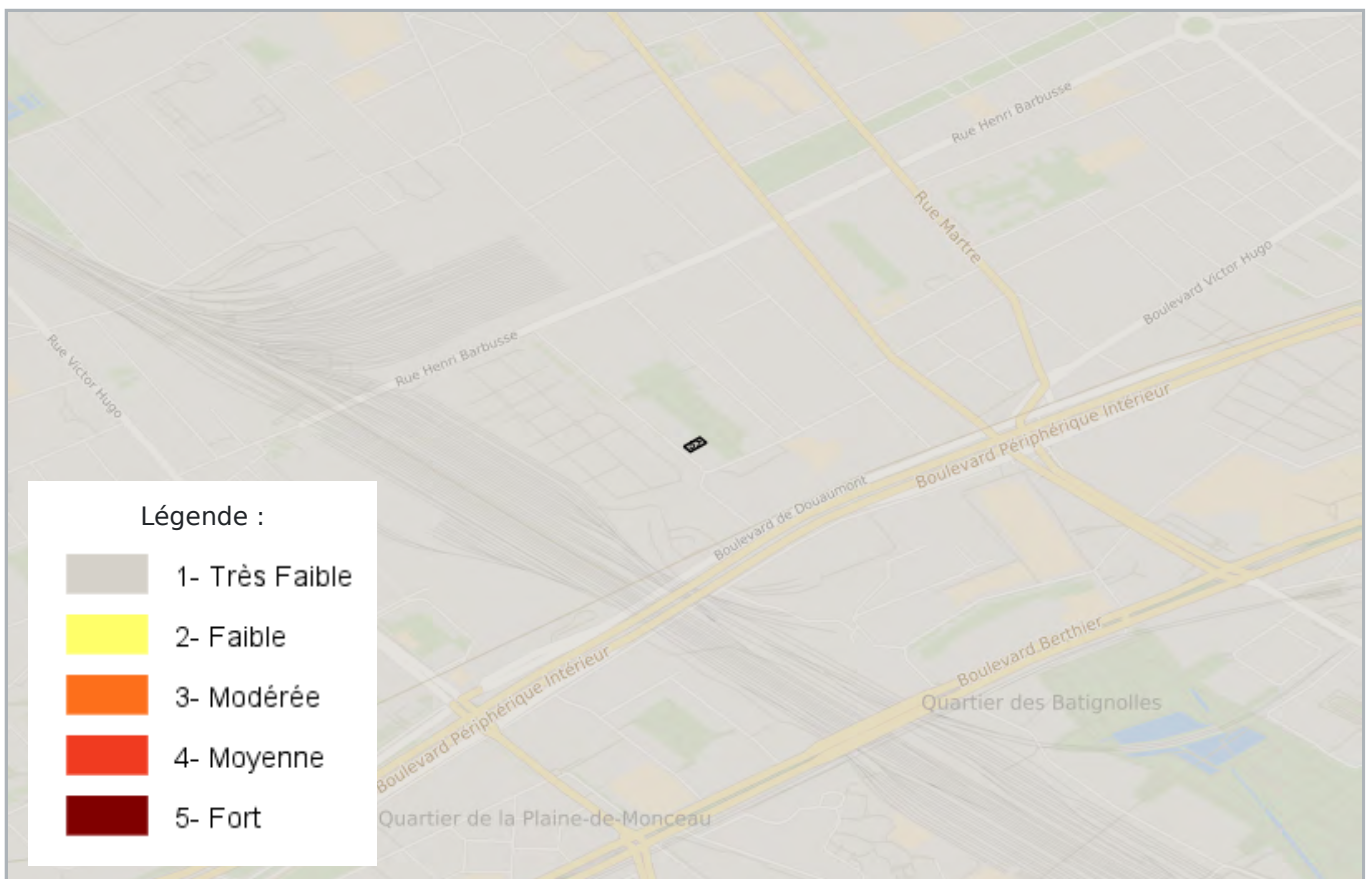 Rue Henri Barbusse
Rue Martre
Boulevard Victor Hugo
Rue Victor Hugo
Rue Henri Barbusse
Boulevard Périphérique Intérieur
Boulevard de Douaumont
Légende :
1- Très Faible
2- Faible
3- Modérée
4- Moyenne
5- Fort
Boulevard Périphérique Intérieur
Boulevard Berthier
Quartier des Batignolles
Quartier de la Plaine-de-Monceau